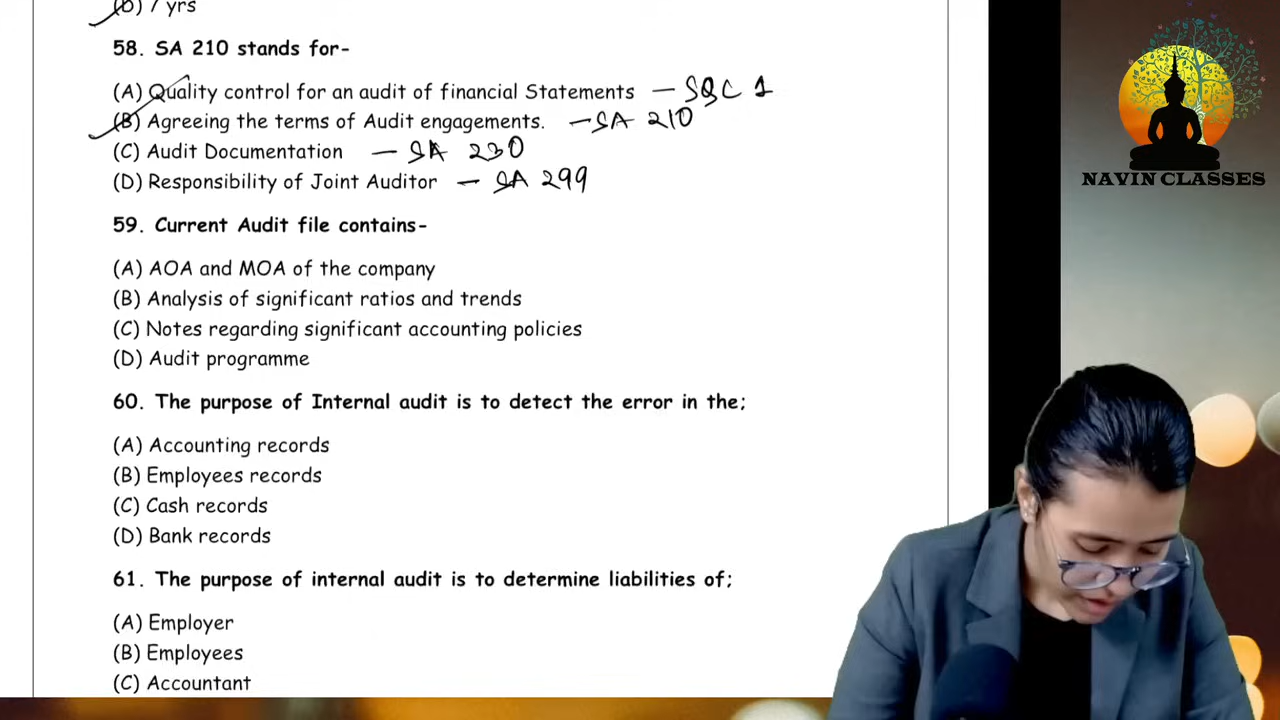 (D) 7 yrs
58. SA 210 stands for-
(A) Quality control for an audit of financial Statements – SQC 1
(B) Agreeing the terms of Audit engagements. – SA 210
(C) Audit Documentation – SA 230
(D) Responsibility of Joint Auditor – SA 299
NAVIN CLASSES
59. Current Audit file contains-
(A) AOA and MOA of the company
(B) Analysis of significant ratios and trends
(C) Notes regarding significant accounting policies
(D) Audit programme
60. The purpose of Internal audit is to detect the error in the;
(A) Accounting records
(B) Employees records
(C) Cash records
(D) Bank records
61. The purpose of internal audit is to determine liabilities of;
(A) Employer
(B) Employees
(C) Accountant